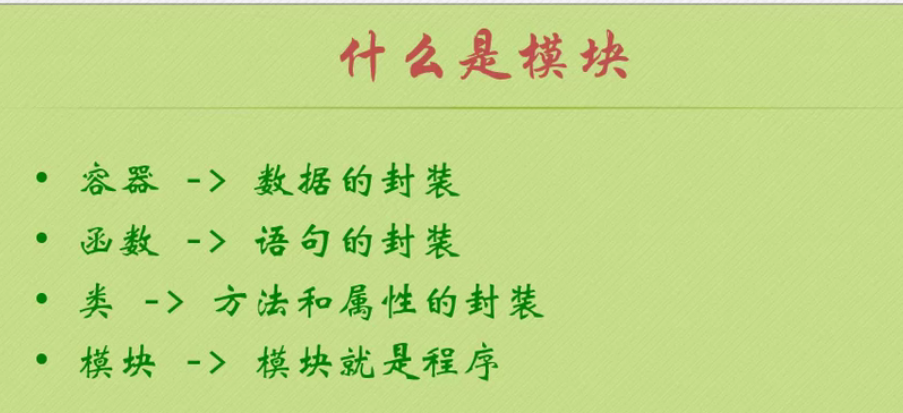 什么是模块
• 容器 -> 数据的封装
• 函数 -> 语句的封装
• 类 -> 方法和属性的封装
• 模块 -> 模块就是程序